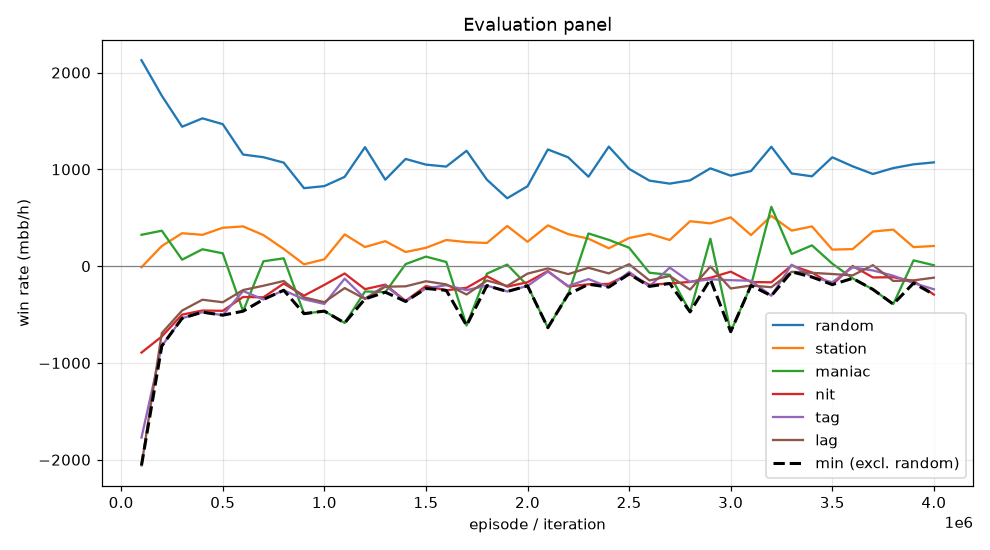 Evaluation panel
win rate (mbb/h)
2000
1000
0
−1000
−2000
random
station
maniac
nit
tag
lag
min (excl. random)
0.0 0.5 1.0 1.5 2.0 2.5 3.0 3.5 4.0
1e6
episode / iteration